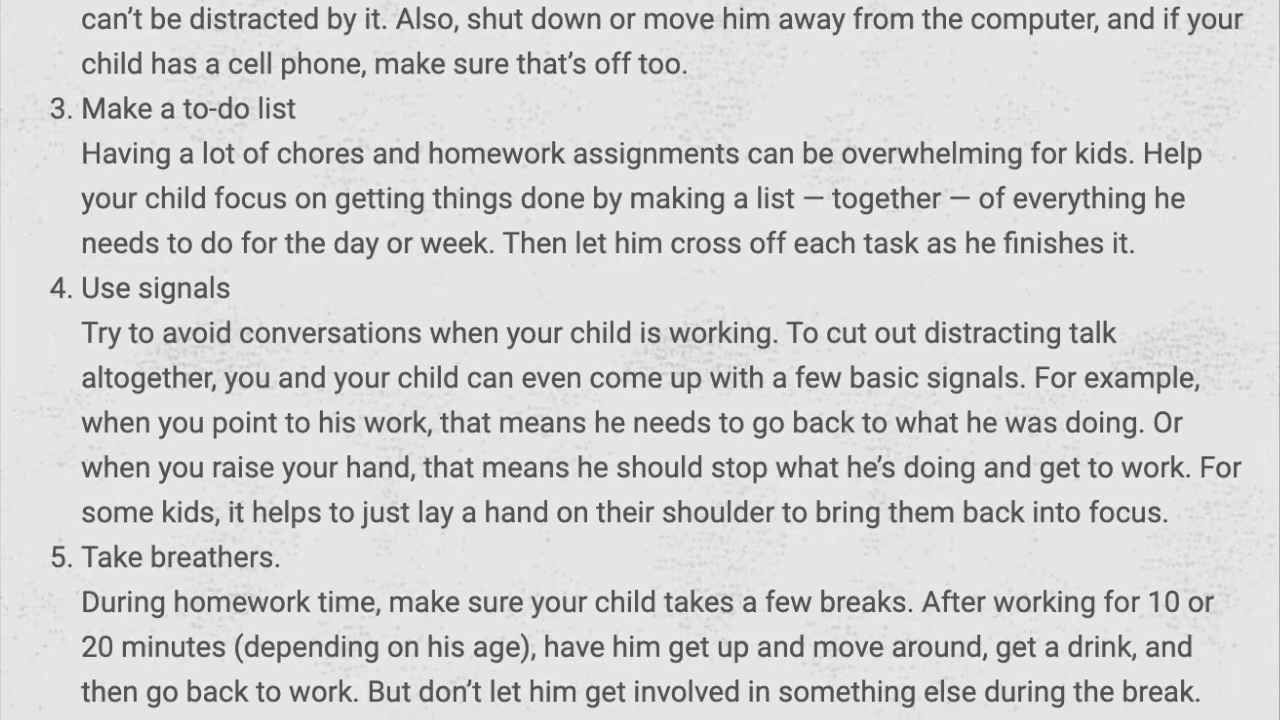 can’t be distracted by it. Also, shut down or move him away from the computer, and if your
child has a cell phone, make sure that’s off too.
3. Make a to-do list
Having a lot of chores and homework assignments can be overwhelming for kids. Help
your child focus on getting things done by making a list — together — of everything he
needs to do for the day or week. Then let him cross off each task as he finishes it.
4. Use signals
Try to avoid conversations when your child is working. To cut out distracting talk
altogether, you and your child can even come up with a few basic signals. For example,
when you point to his work, that means he needs to go back to what he was doing. Or
when you raise your hand, that means he should stop what he’s doing and get to work. For
some kids, it helps to just lay a hand on their shoulder to bring them back into focus.
5. Take breathers.
During homework time, make sure your child takes a few breaks. After working for 10 or
20 minutes (depending on his age), have him get up and move around, get a drink, and
then go back to work. But don’t let him get involved in something else during the break.